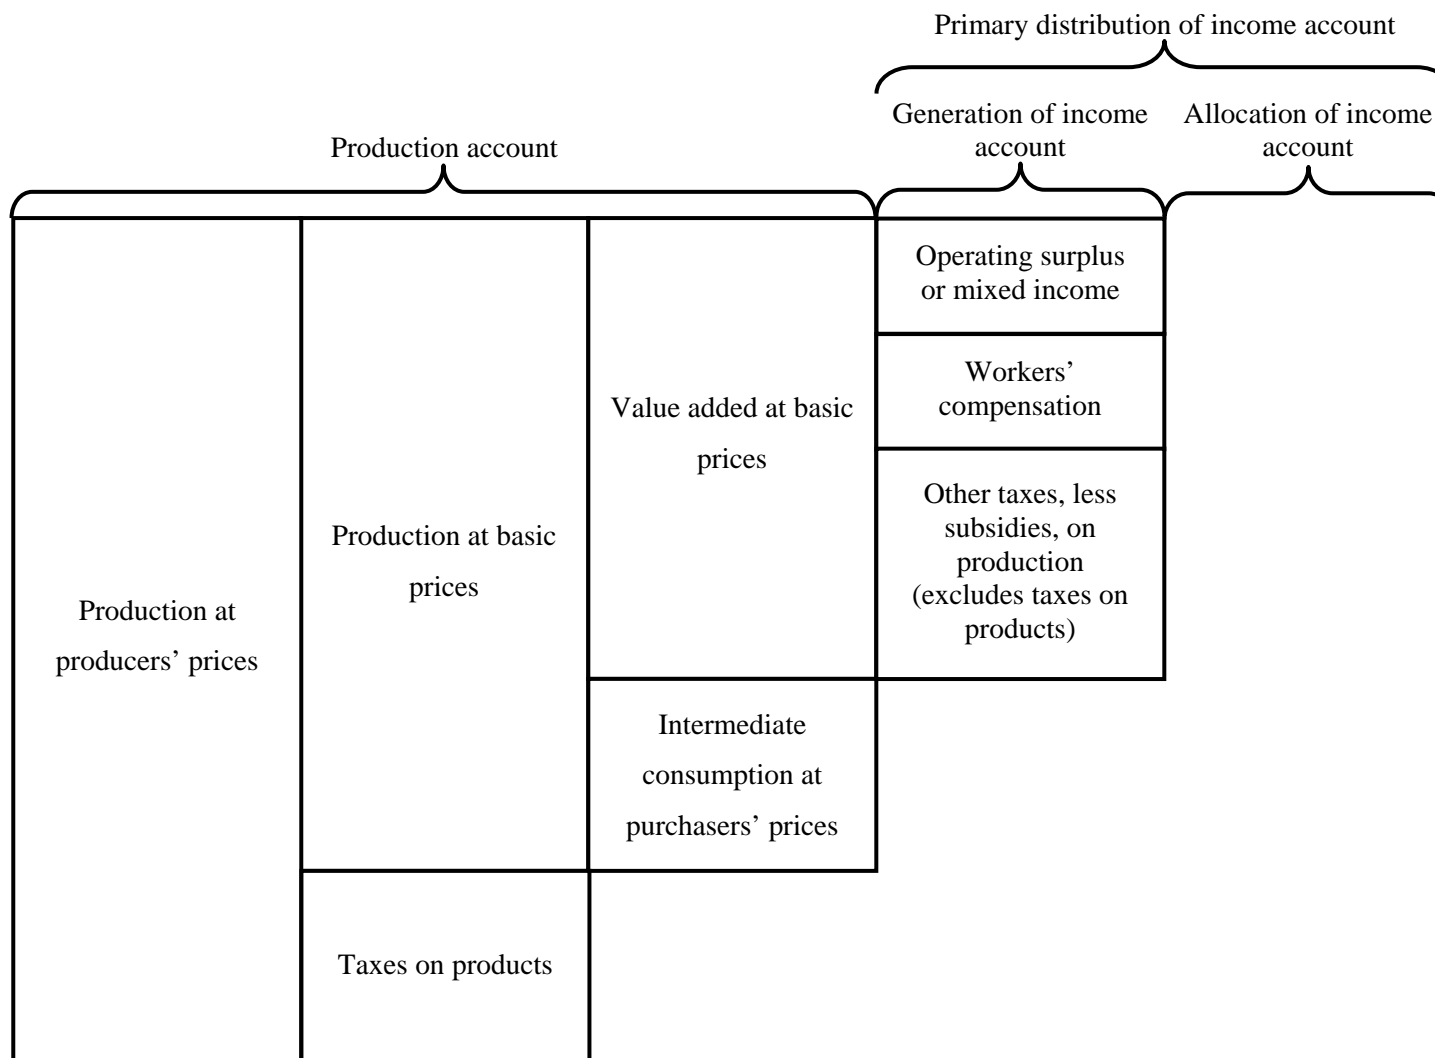 Primary distribution of income account
Generation of income
account
Allocation of income
account
Production account
Operating surplus
or mixed income
Workers’
compensation
Value added at basic
prices
Other taxes, less
subsidies, on
production
(excludes taxes on
products)
Production at basic
prices
Production at
producers’ prices
Intermediate
consumption at
purchasers’ prices
Taxes on products